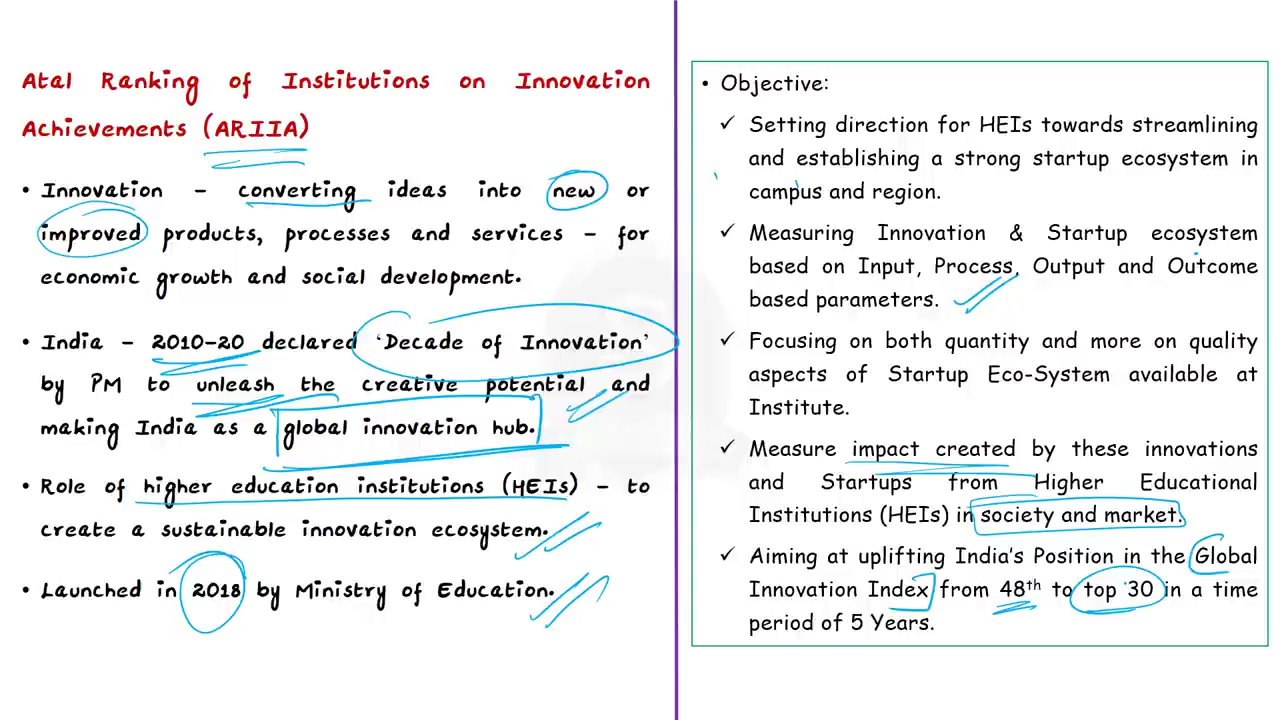 Atal Ranking of Institutions on Innovation
Achievements (ARIIA)
• Innovation – converting ideas into new or
improved products, processes and services – for
economic growth and social development.
• India – 2010-20 declared ‘Decade of Innovation’
by PM to unleash the creative potential and
making India as a global innovation hub.
• Role of higher education institutions (HEIs) – to
create a sustainable innovation ecosystem.
• Launched in 2018 by Ministry of Education.
• Objective:
✓ Setting direction for HEIs towards streamlining
and establishing a strong startup ecosystem in
campus and region.
✓ Measuring Innovation & Startup ecosystem
based on Input, Process, Output and Outcome
based parameters.
✓ Focusing on both quantity and more on quality
aspects of Startup Eco-System available at
Institute.
✓ Measure impact created by these innovations
and Startups from Higher Educational
Institutions (HEIs) in society and market.
✓ Aiming at uplifting India’s Position in the Global
Innovation Index from 48th to top 30 in a time
period of 5 Years.